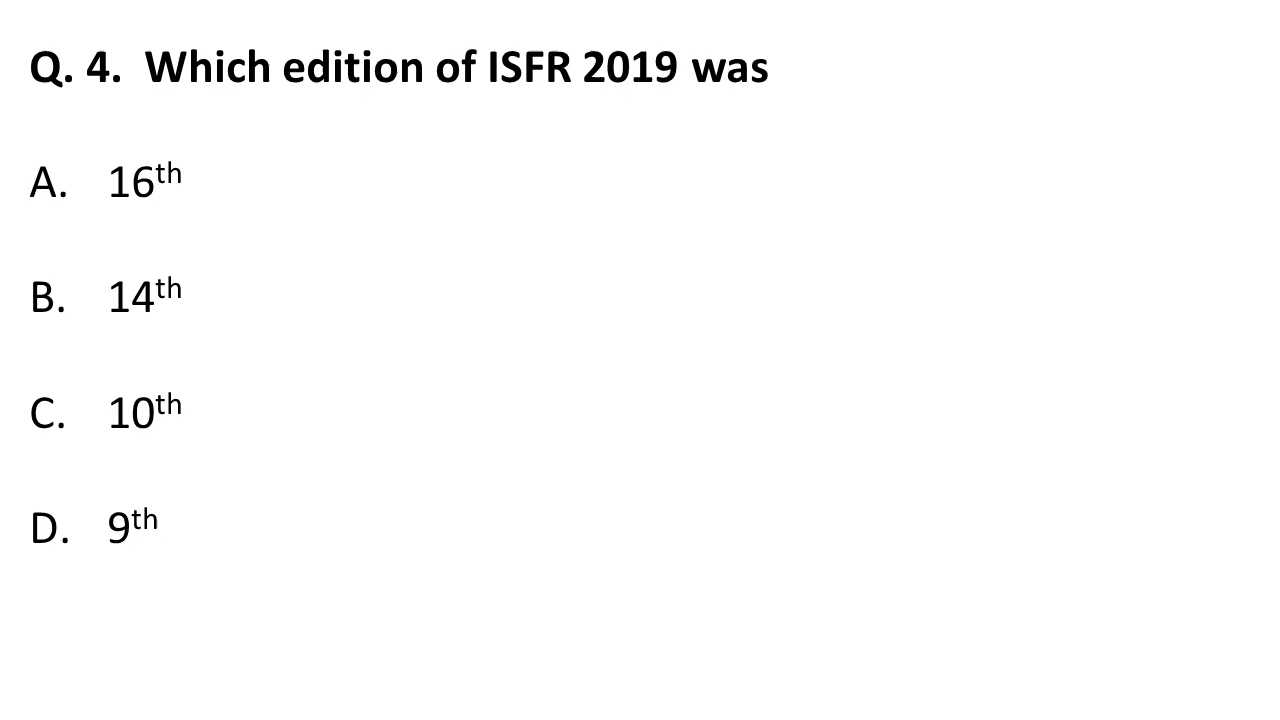 Q. 4. Which edition of ISFR 2019 was
A. 16th
B. 14th
C. 10th
D. 9th